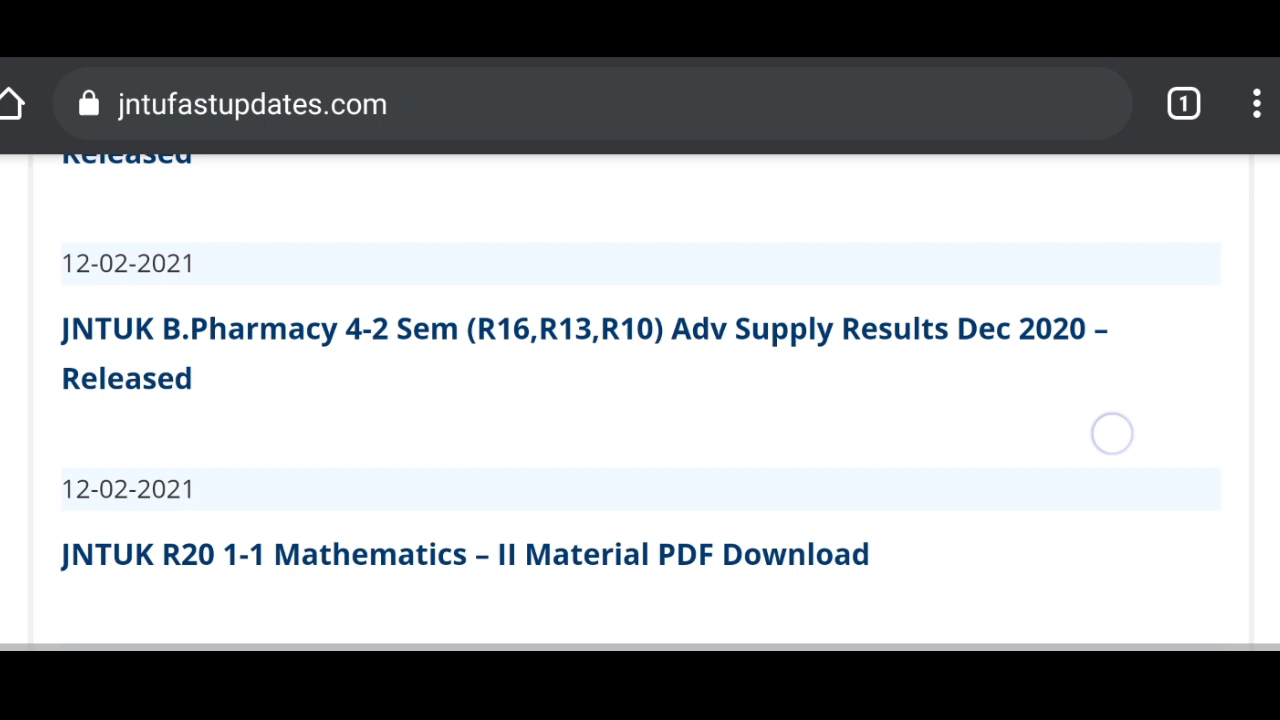 jntufastupdates.com
1
Released
12-02-2021
JNTUK B.Pharmacy 4-2 Sem (R16,R13,R10) Adv Supply Results Dec 2020 –
Released
12-02-2021
JNTUK R20 1-1 Mathematics – II Material PDF Download